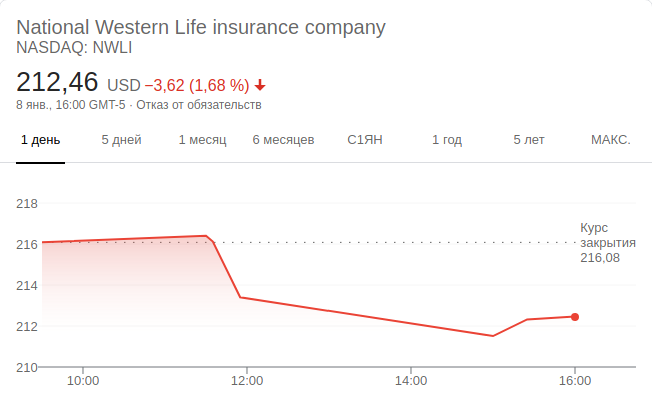 National Western Life insurance company
NASDAQ: NWLI
212,46 USD −3,62 (1,68 %)
8 янв., 16:00 GMT-5 · Отказ от обязательств
1 день 5 дней 1 месяц 6 месяцев С1ЯН 1 год 5 лет МАКС.
218
216
214
212
210
Курс
закрытия
216,08
10:00 12:00 14:00 16:00